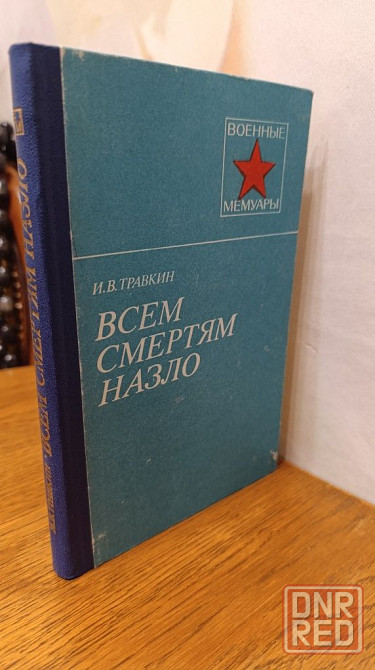 ВОЕННЫЕ
МЕМУАРЫ
И.В.ТРАВКИН
ВСЕМ
СМЕРТЯМ
НАЗЛО
И.В.ТРАВКИН ВСЕМ СМЕРТЯМ НАЗЛО
DNR
RED